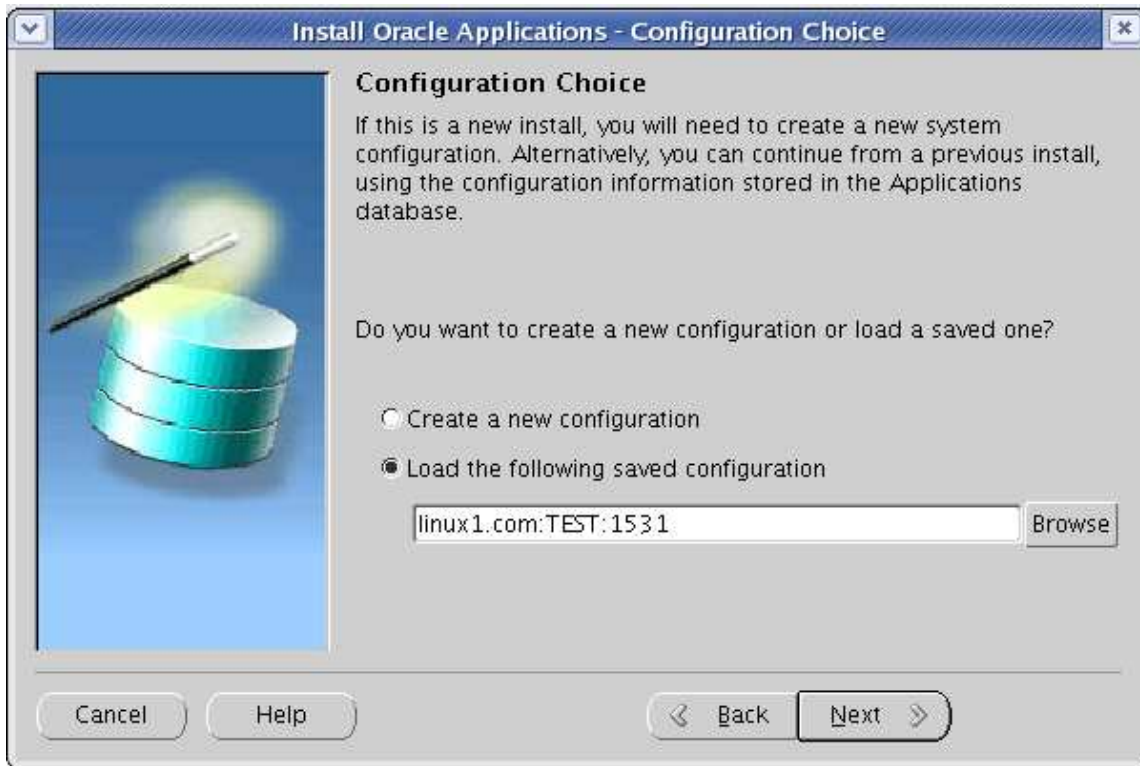 Install Oracle Applications - Configuration Choice
Configuration Choice
If this is a new install, you will need to create a new system
configuration. Alternatively, you can continue from a previous install,
using the configuration information stored in the Applications
database.
Do you want to create a new configuration or load a saved one?
Create a new configuration
Load the following saved configuration
linux1.com:TEST:1531
Browse
Cancel
Help
Back
Next